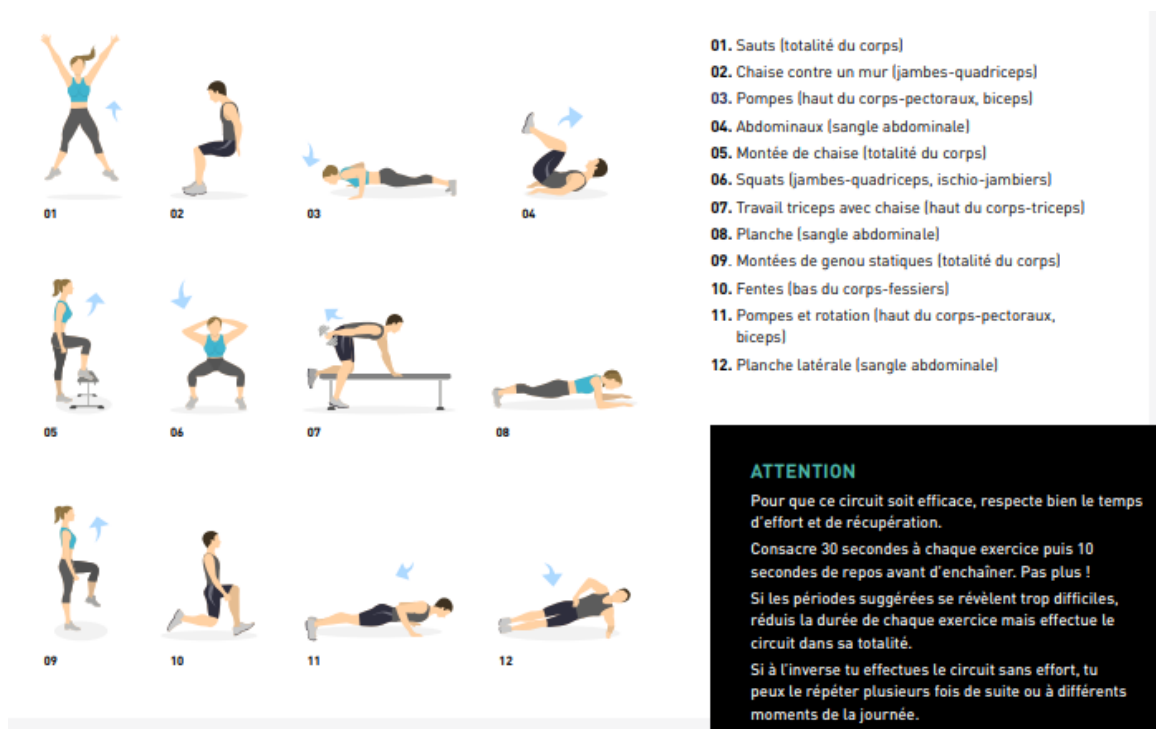 01
02
03
04
05
06
07
08
09
10
11
12
01. Sauts (totalité du corps)
02. Chaise contre un mur (jambes-quadriceps)
03. Pompes (haut du corps-pectoraux, biceps)
04. Abdominaux (sangle abdominale)
05. Montée de chaise (totalité du corps)
06. Squats (jambes-quadriceps, ischio-jambiers)
07. Travail triceps avec chaise (haut du corps-triceps)
08. Planche (sangle abdominale)
09. Montées de genou statiques (totalité du corps)
10. Fentes (bas du corps-fessiers)
11. Pompes et rotation (haut du corps-pectoraux,
biceps)
12. Planche latérale (sangle abdominale)
ATTENTION
Pour que ce circuit soit efficace, respecte bien le temps
d'effort et de récupération.
Consacre 30 secondes à chaque exercice puis 10
secondes de repos avant d'enchaîner. Pas plus !
Si les périodes suggérées se révèlent trop difficiles,
réduis la durée de chaque exercice mais effectue le
circuit dans sa totalité.
Si à l'inverse tu effectues le circuit sans effort, tu
peux le répéter plusieurs fois de suite ou à différents
moments de la journée.